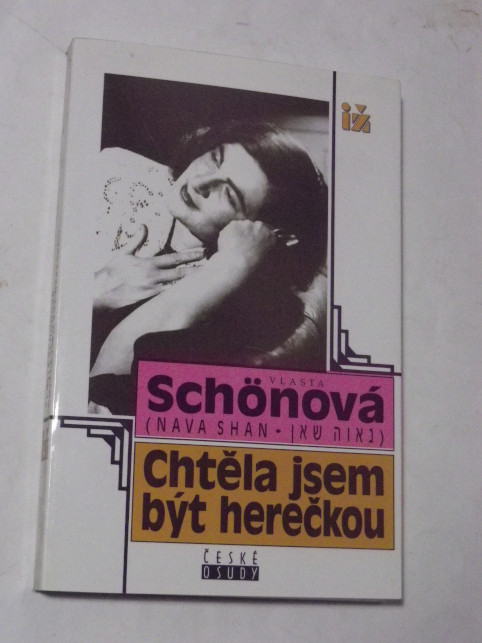 iž
VLASTA
Schönová
(NAVA SHAN • נאוה שאן)
Chtěla jsem
být herečkou
ČESKÉ
OSUDY